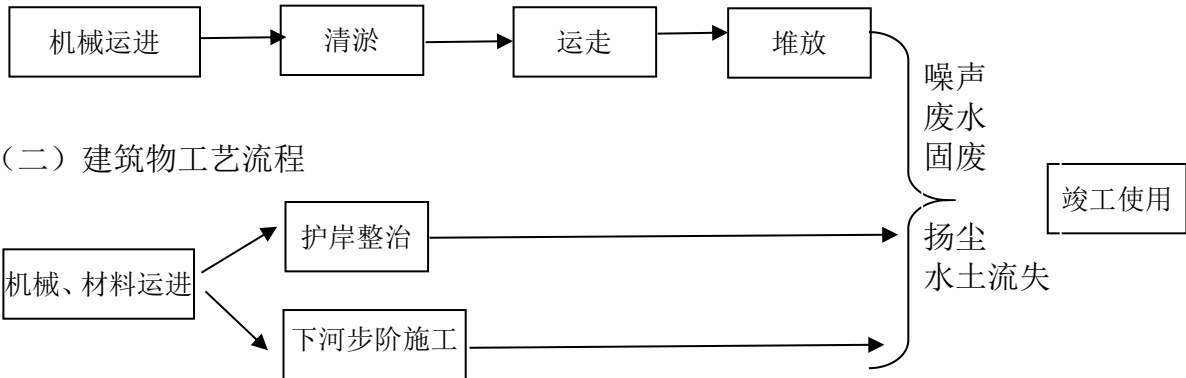 机械运进
清淤
运走
堆放
噪声
废水
固废
（二）建筑物工艺流程
竣工使用
护岸整治
扬尘
机械、材料运进
水土流失
下河步阶施工